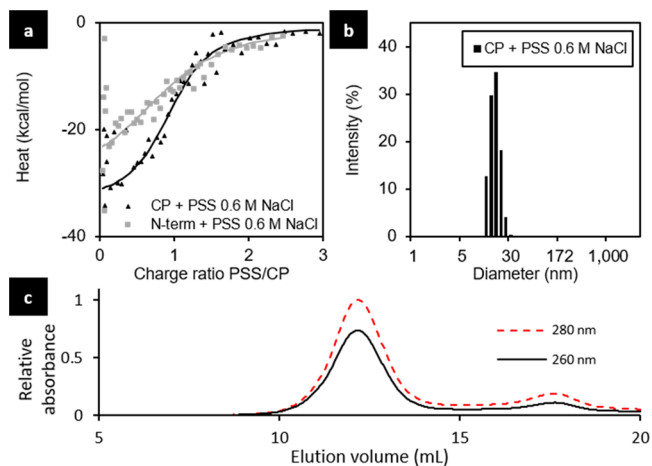 a
Heat (kcal/mol)
0
-20
-40
CP + PSS 0.6 M NaCl
N-term + PSS 0.6 M NaCl
0 1 2 3
Charge ratio PSS/CP
b
Intensity (%)
40
30
20
10
0
CP + PSS 0.6 M NaCl
1 5 30 172 1,000
Diameter (nm)
c
Relative
absorbance
1
0.5
0
280 nm
260 nm
5 10 15 20
Elution volume (mL)